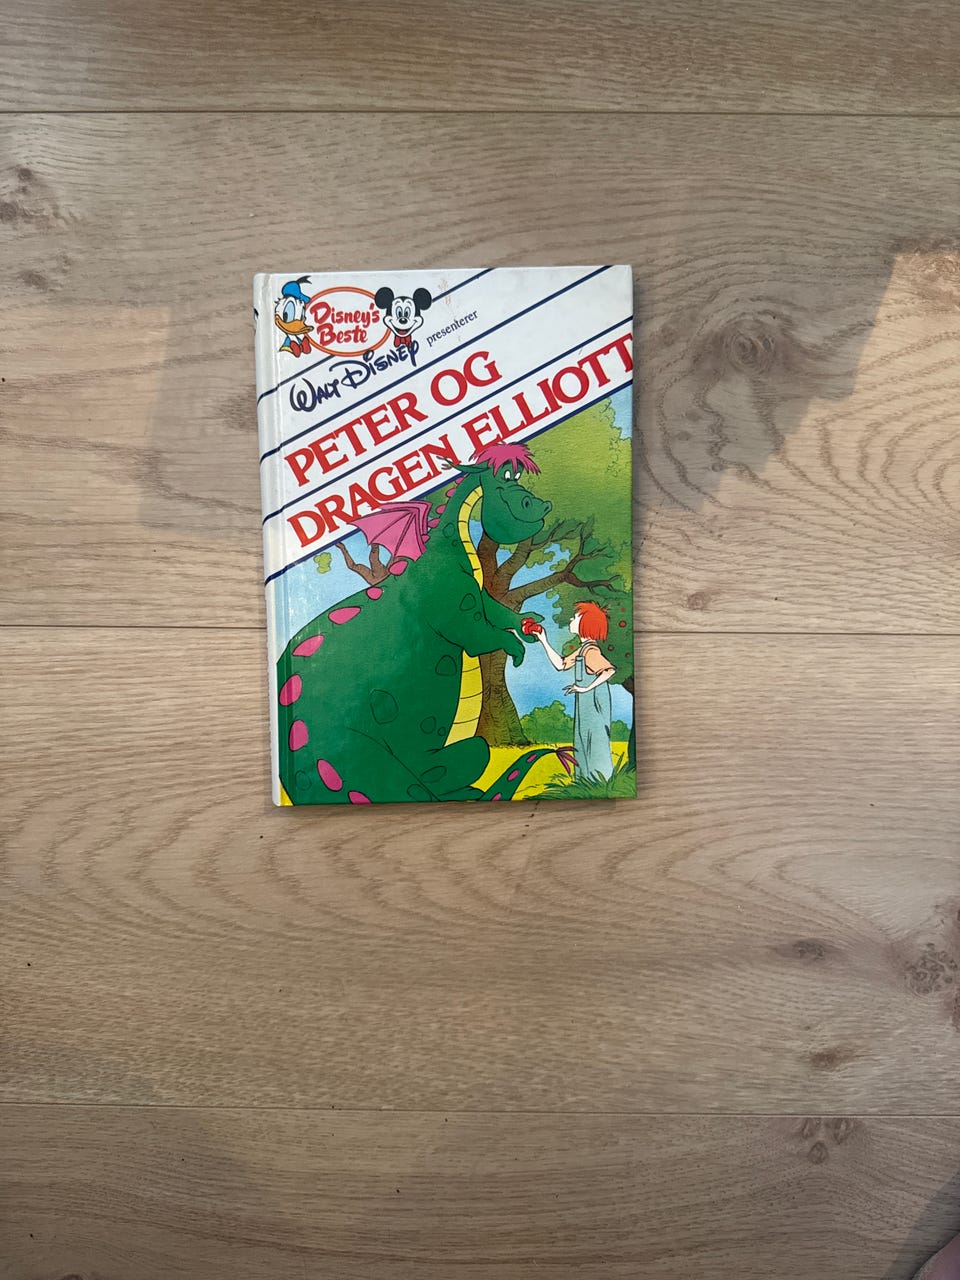 Disney's
Beste
WALT DISNEY presenterer
PETER OG
DRAGEN ELLIOTT